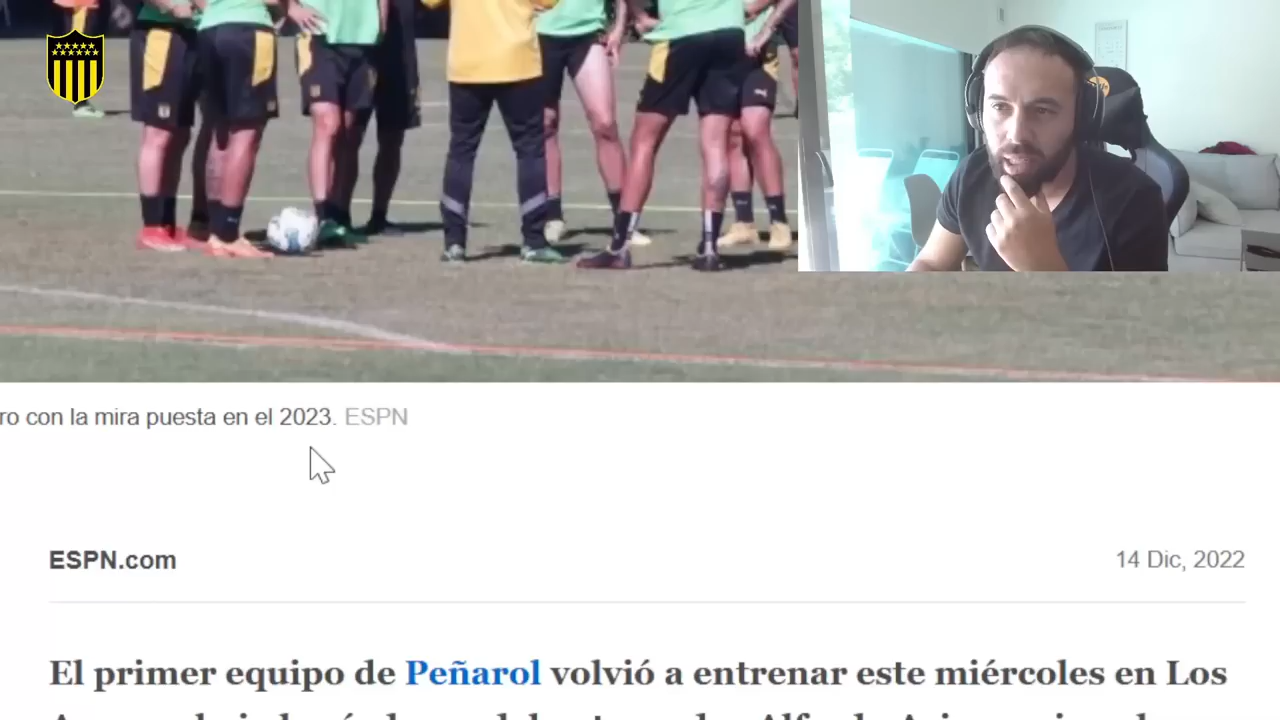 ro con la mira puesta en el 2023. ESPN
ESPN.com
14 Dic, 2022
El primer equipo de Peñarol volvió a entrenar este miércoles en Los